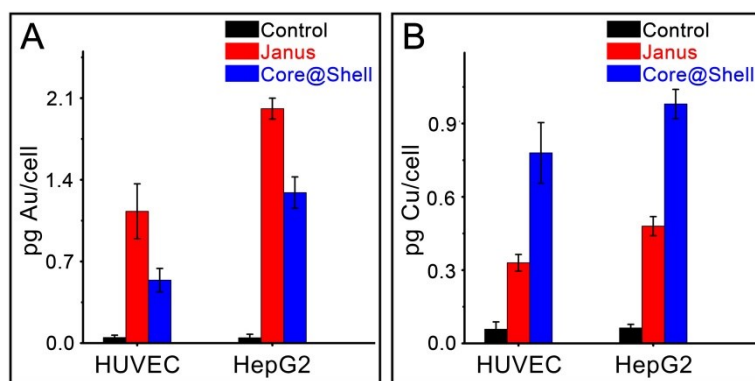 A
Control
Janus
Core@Shell
pg Au/cell
2.1
1.4
0.7
0.0
HUVEC HepG2
B
Control
Janus
Core@Shell
pg Cu/cell
0.9
0.6
0.3
0.0
HUVEC HepG2